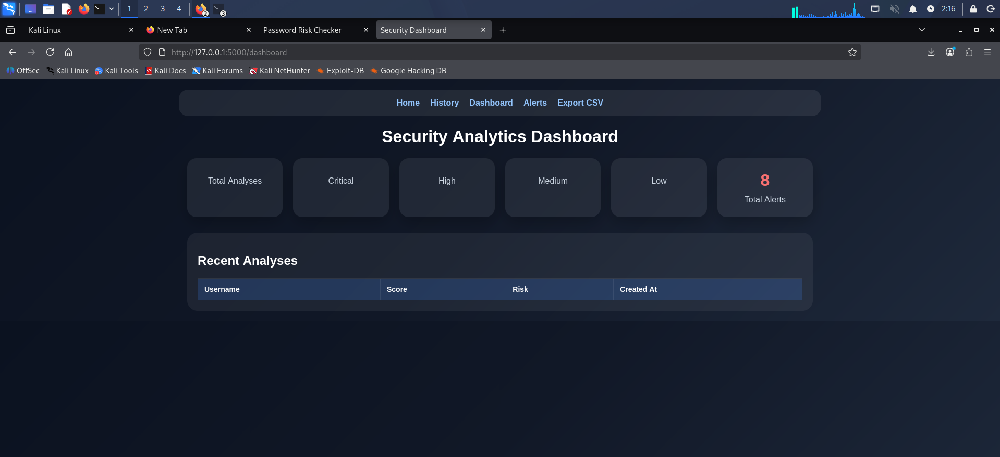 1 2 3 4 2 3 2:16
Kali Linux New Tab Password Risk Checker Security Dashboard
http://127.0.0.1:5000/dashboard
OffSec Kali Linux Kali Tools Kali Docs Kali Forums Kali NetHunter Exploit-DB Google Hacking DB
Home History Dashboard Alerts Export CSV
Security Analytics Dashboard
Total Analyses
Critical
High
Medium
Low
8
Total Alerts
Recent Analyses
Username Score Risk Created At